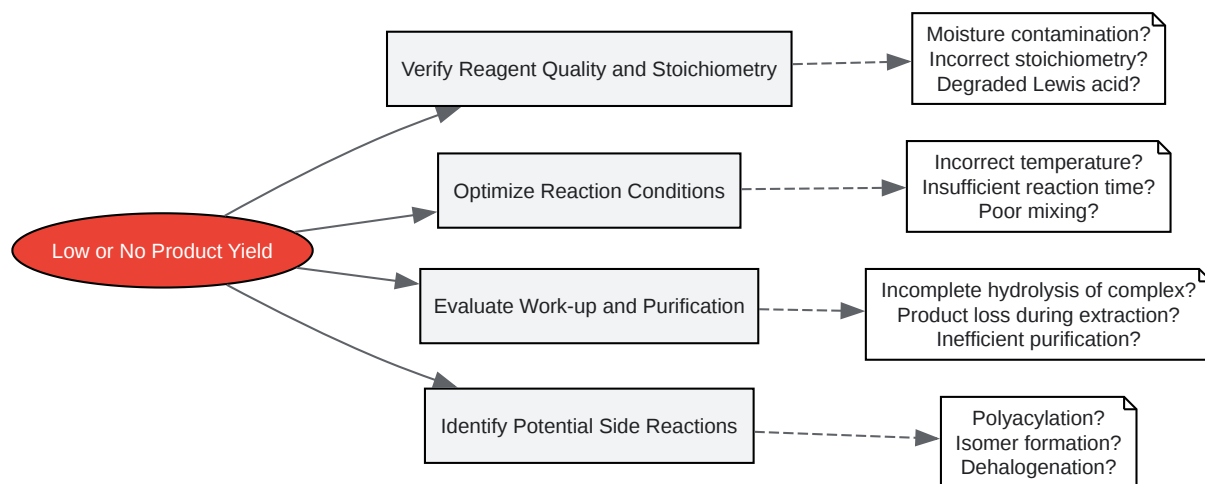 Low or No Product Yield
Verify Reagent Quality and Stoichiometry
Moisture contamination?
Incorrect stoichiometry?
Degraded Lewis acid?
Optimize Reaction Conditions
Incorrect temperature?
Insufficient reaction time?
Poor mixing?
Evaluate Work-up and Purification
Incomplete hydrolysis of complex?
Product loss during extraction?
Inefficient purification?
Identify Potential Side Reactions
Polyacylation?
Isomer formation?
Dehalogenation?